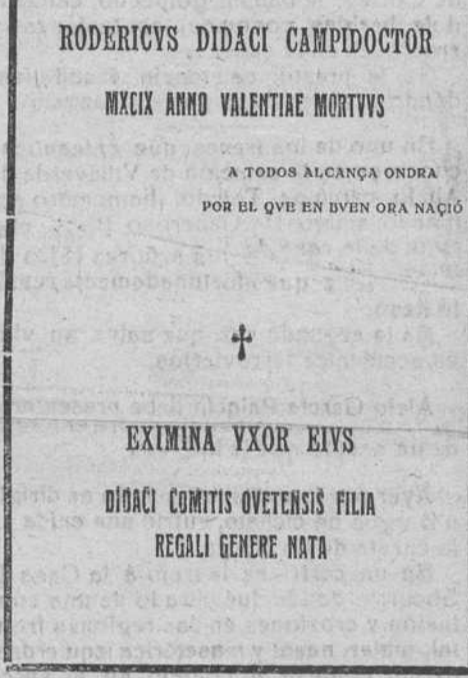 RODERICVS DIDACI CAMPIDOCTOR
MXCIX ANNO VALENTIAE MORTVVS
A TODOS ALCANÇA ONDRA
POR EL QVE EN BVEN ORA NAÇIÓ
EXIMINA VXOR EIVS
DIDACI COMITIS OVETENSIS FILIA
REGALI GENERE NATA